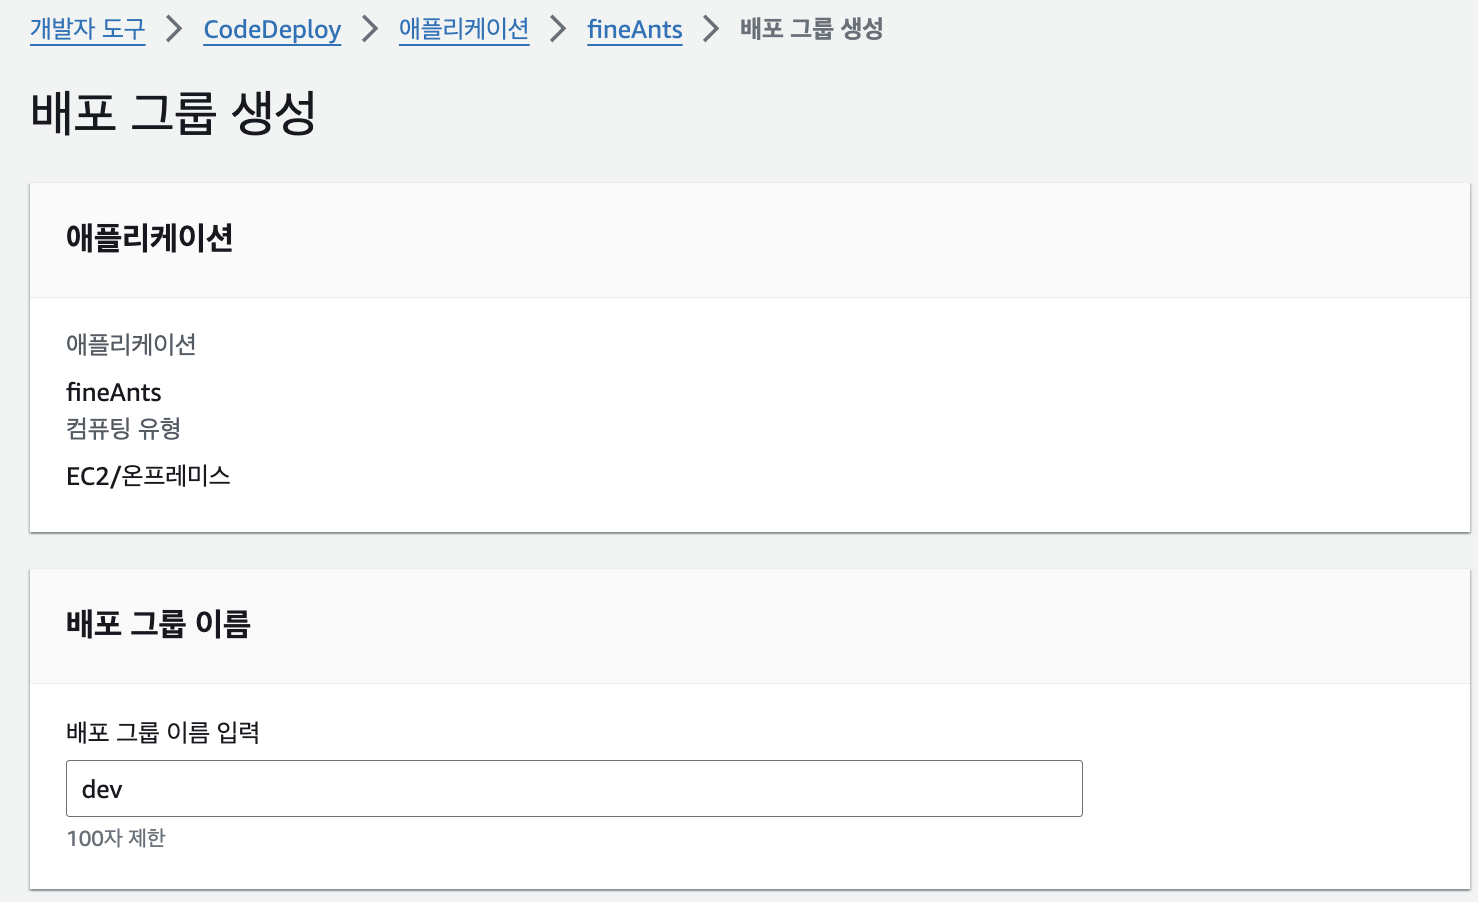 개발자 도구 > CodeDeploy > 애플리케이션 > fineAnts > 배포 그룹 생성
배포 그룹 생성
애플리케이션
애플리케이션
fineAnts
컴퓨팅 유형
EC2/온프레미스
배포 그룹 이름
배포 그룹 이름 입력
dev
100자 제한